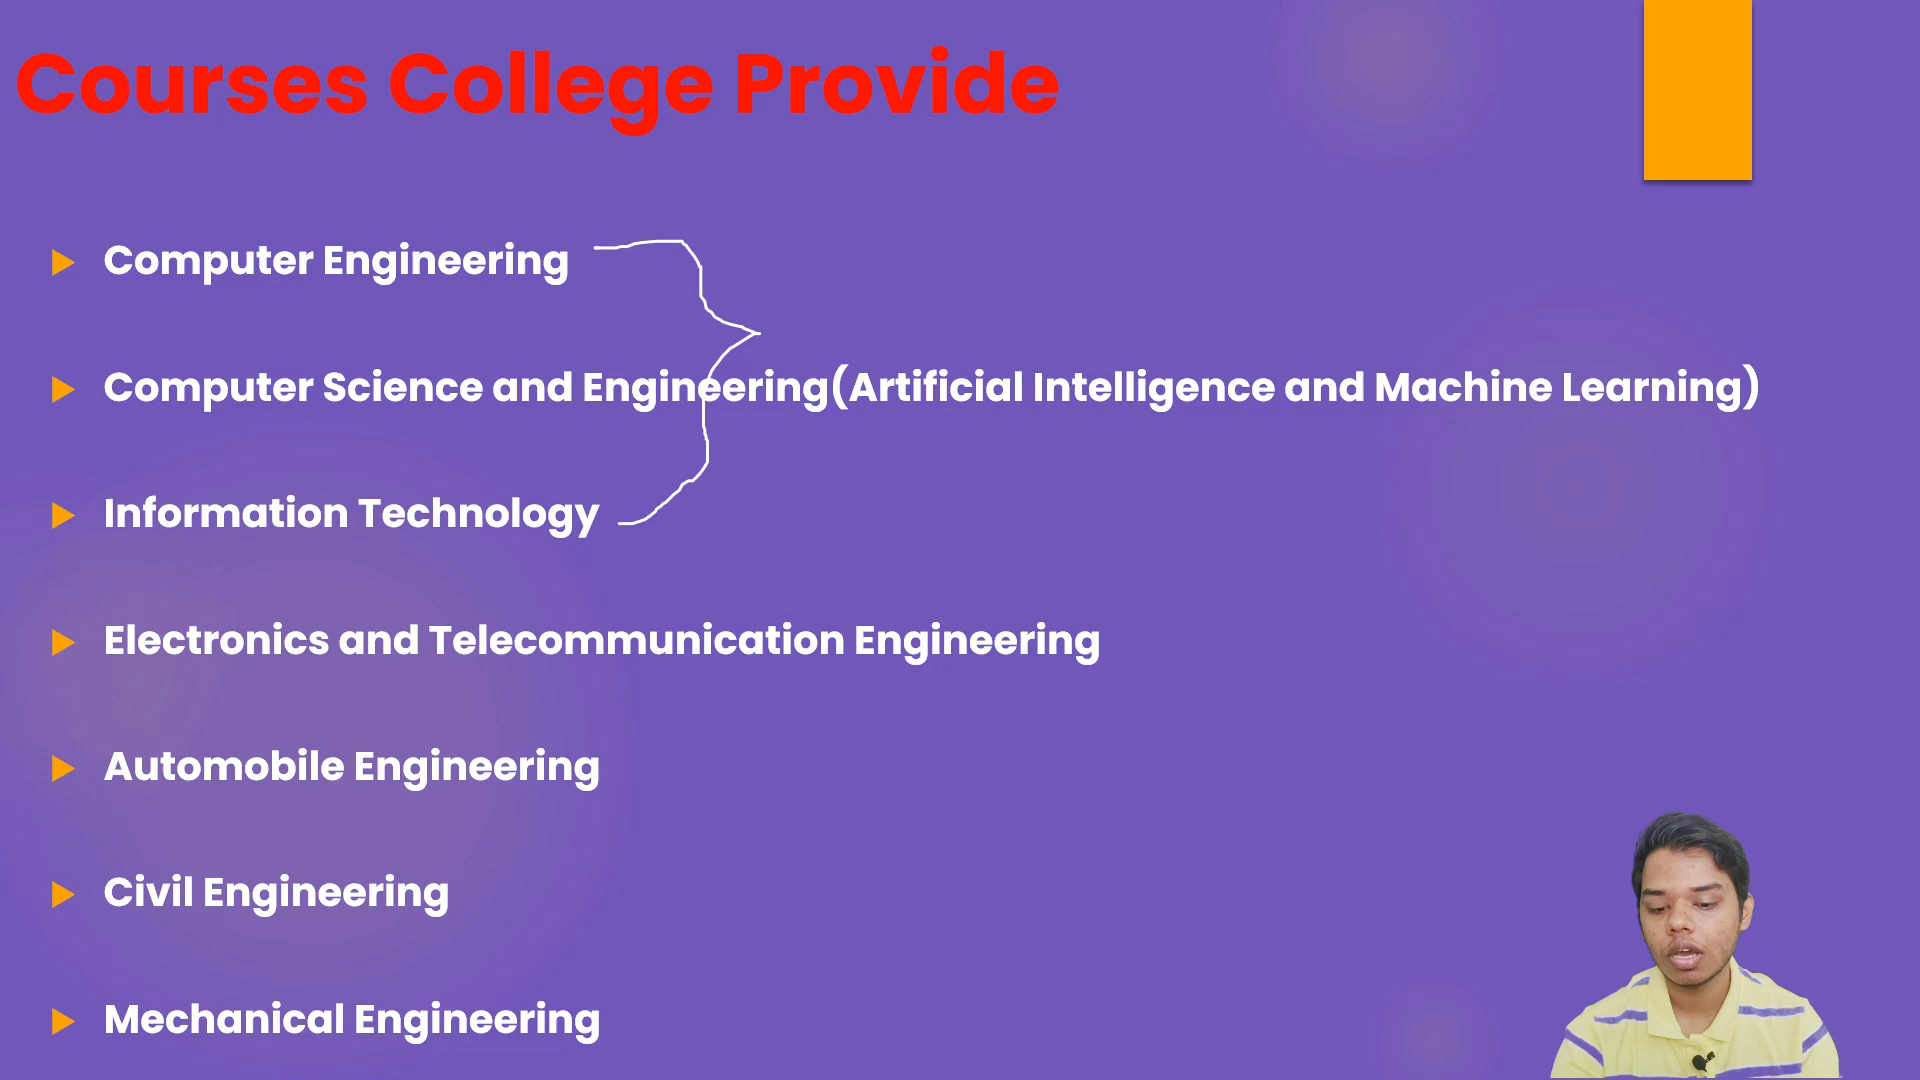 Courses College Provide
Computer Engineering
Computer Science and Engineering(Artificial Intelligence and Machine Learning)
Information Technology
Electronics and Telecommunication Engineering
Automobile Engineering
Civil Engineering
Mechanical Engineering